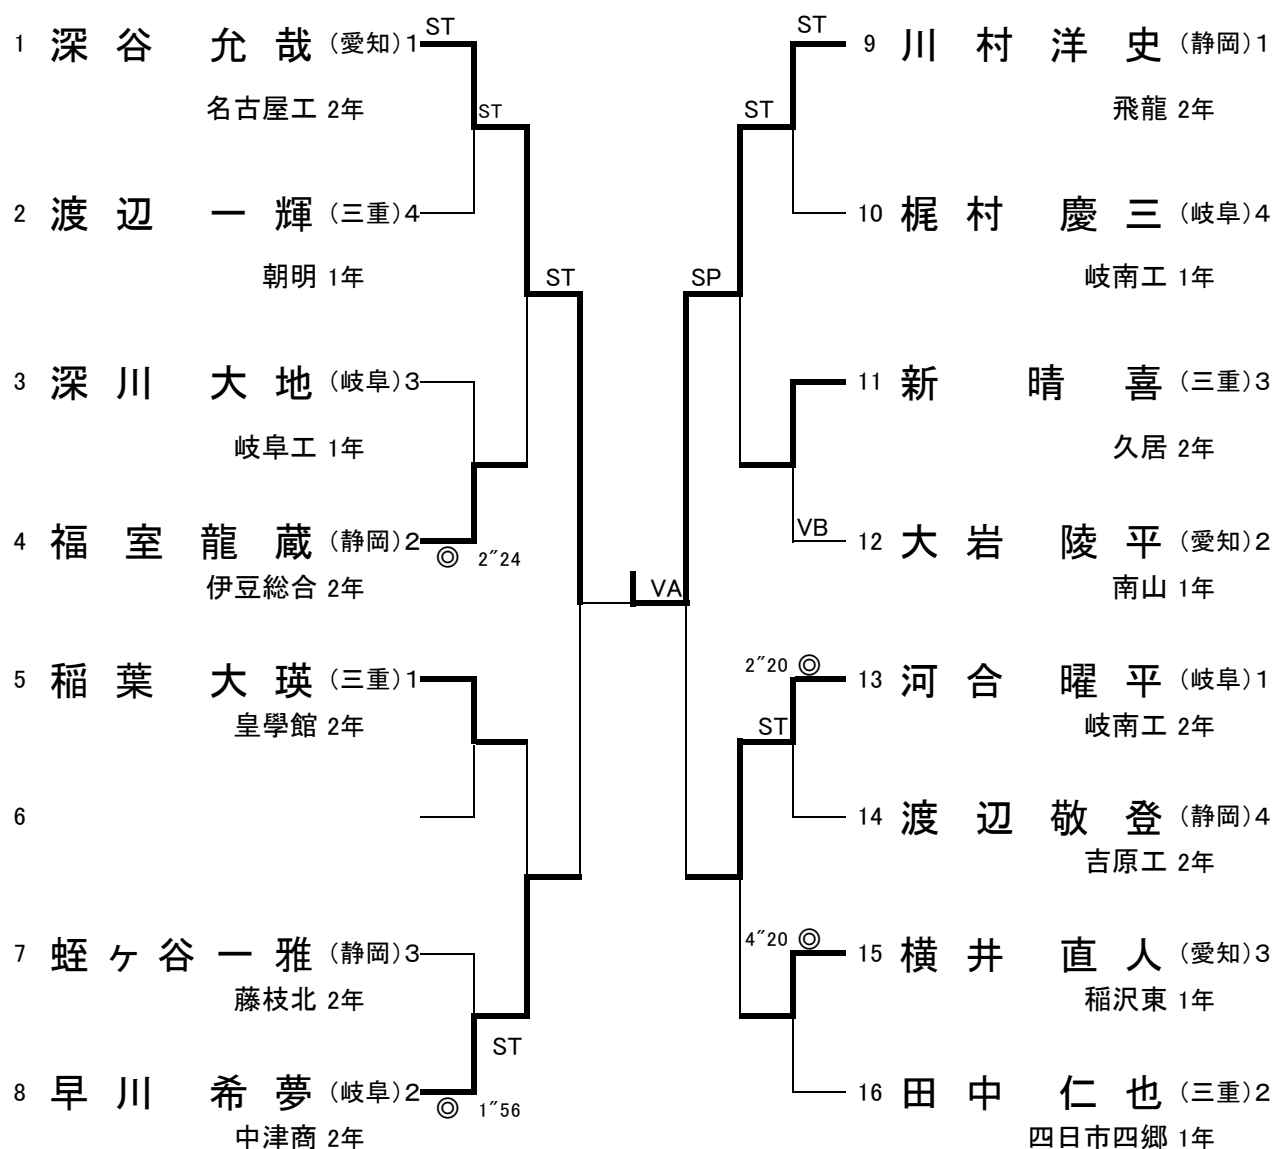 ST
1 深谷 允哉 (愛知)1
ST
名古屋工 2年
2 渡辺 一輝 (三重)4
朝明 1年
ST
3 深川 大地 (岐阜)3
岐阜工 1年
4 福室龍蔵 (静岡)2
◎ 2″24
伊豆総合 2年
5 稲葉 大瑛 (三重)1
皇學館 2年
6
7 蛭ヶ谷一雅 (静岡)3
藤枝北 2年
ST
8 早川 希夢 (岐阜)2
◎ 1″56
中津商 2年
VA
ST
9 川村洋史 (静岡)1
ST
飛龍 2年
10 梶村 慶三 (岐阜)4
岐南工 1年
SP
11 新 晴喜 (三重)3
久居 2年
VB
12 大岩 陵平 (愛知)2
南山 1年
2″20 ◎
13 河合 曜平 (岐阜)1
岐南工 2年
ST
14 渡辺敬登 (静岡)4
吉原工 2年
4″20 ◎
15 横井 直人 (愛知)3
稲沢東 1年
16 田中 仁也 (三重)2
四日市四郷 1年